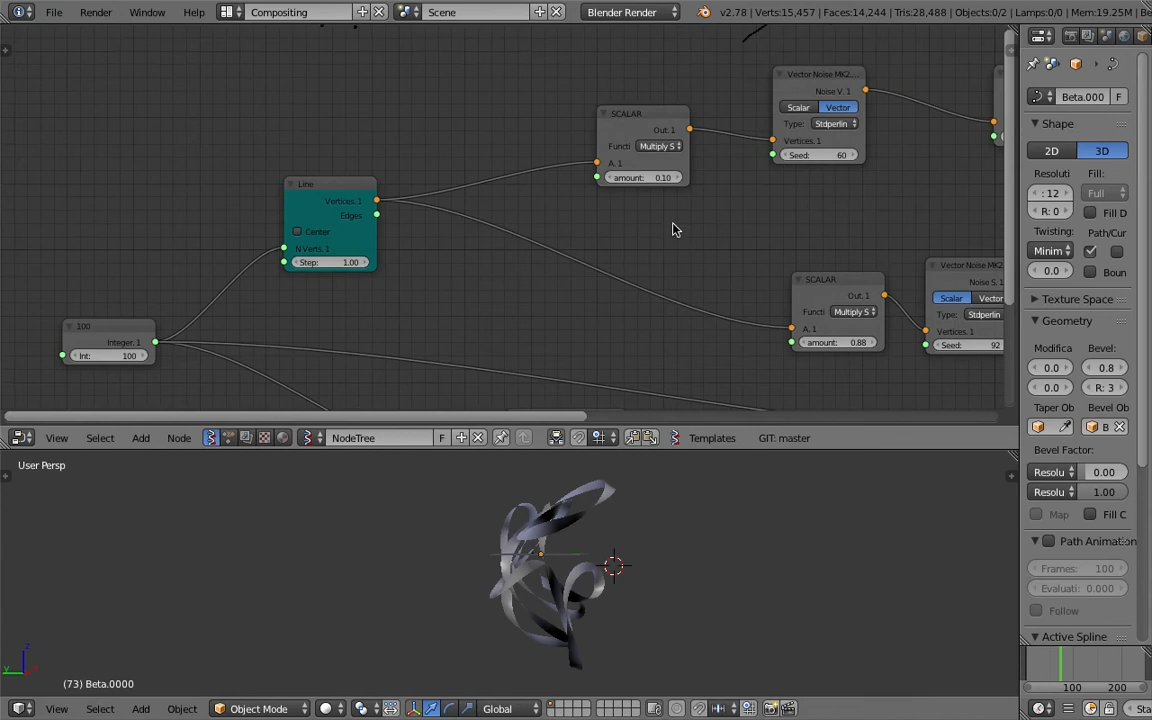 File Render Window Help Compositing Scene Blender Render v2.78 | Verts:15,457 | Faces:14,244 | Tris:28,488 | Objects:0/2 | Lamps:0/0 | Mem:19.25M |
Vector Noise MK2...
Noise V. 1
Scalar Vector
Type: Stdperlin
Vertices. 1
Seed: 60
SCALAR
Out. 1
Functi Multiply S
A. 1
amount: 0.10
Line
Vertices. 1
Edges
Center
N Verts. 1
Step: 1.00
SCALAR
Out. 1
Functi Multiply S
A. 1
amount: 0.88
Vector Noise MK2
Noise S. 1
Scalar Vector
Type: Stdperlin
Vertices. 1
Seed: 92
100
Integer. 1
Int: 100
View Select Add Node NodeTree F Templates GIT: master
User Persp
(73) Beta.0000
View Select Add Object Object Mode Global
Beta.000 F
Shape
2D 3D
Resoluti Fill:
: 12 Full
R: 0 Fill D
Twisting: Path/Cur
Minim
0.0 Boun
Texture Space
Geometry
Modifica Bevel:
0.0 0.8
0.0 R: 3
Taper Ob Bevel Ob
B
Bevel Factor:
Resolu 0.00
Resolu 1.00
Map Fill C
Path Animation
Frames: 100
Evaluati: 0.000
Follow
Active Spline
100 200
Sta